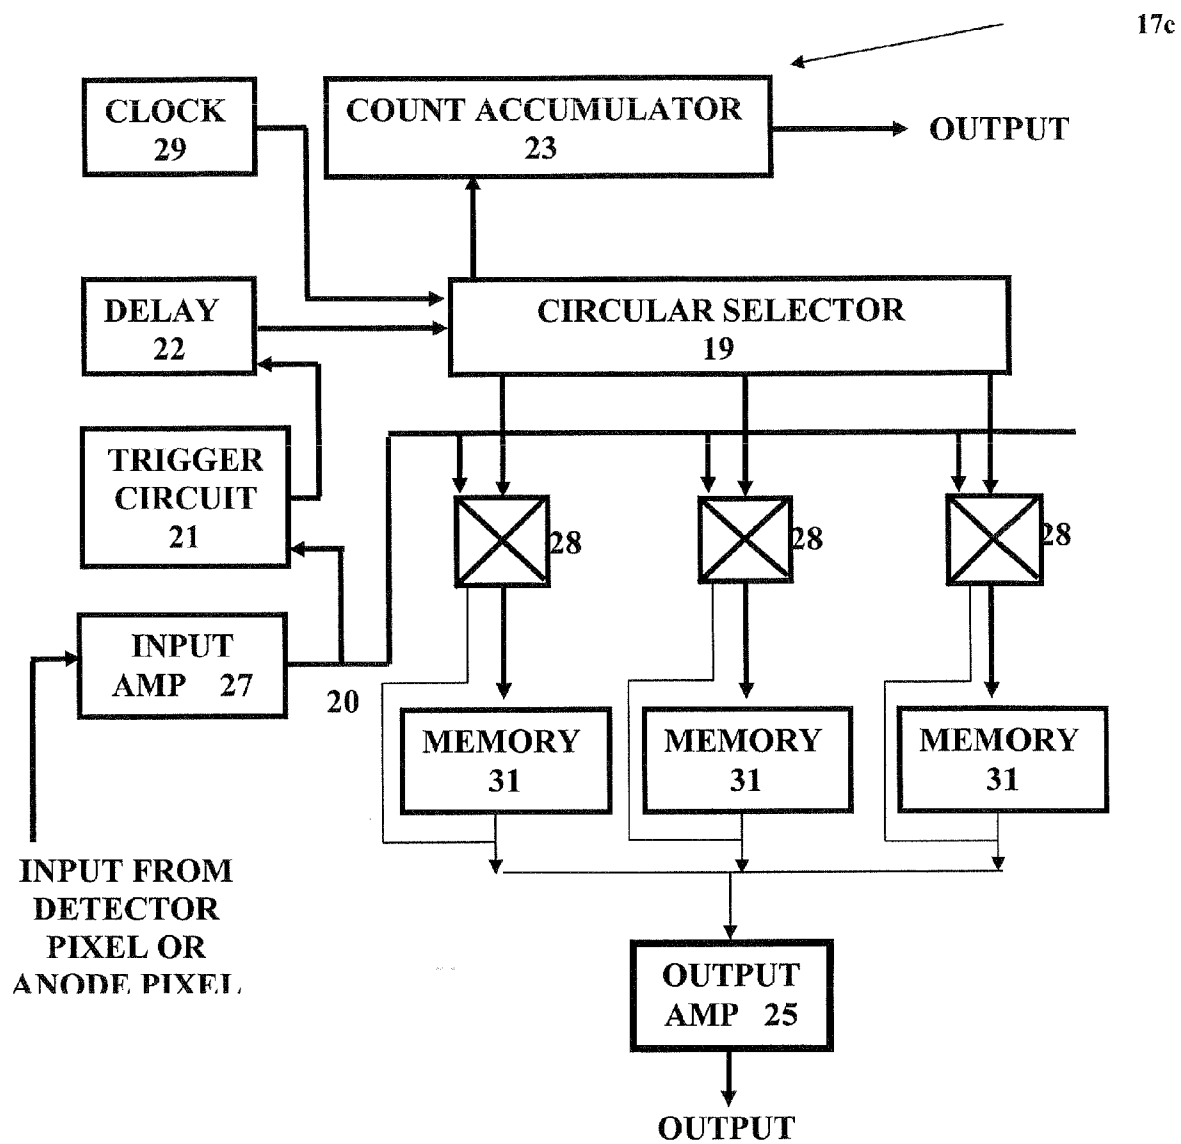 17c
CLOCK
29
COUNT ACCUMULATOR
23
OUTPUT
DELAY
22
CIRCULAR SELECTOR
19
TRIGGER
CIRCUIT
21
28
28
28
INPUT
AMP 27
20
MEMORY
31
MEMORY
31
MEMORY
31
INPUT FROM
DETECTOR
PIXEL OR
ANODE PIXEL
OUTPUT
AMP 25
OUTPUT